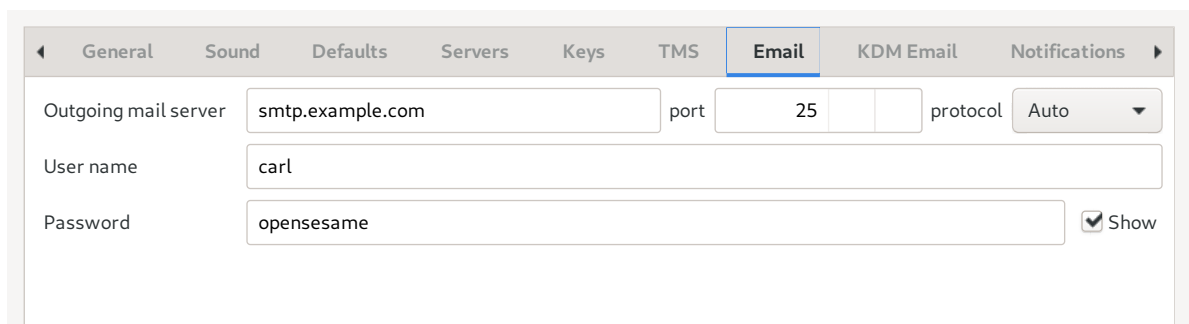 General Sound Defaults Servers Keys TMS Email KDM Email Notifications
Outgoing mail server smtp.example.com port 25 protocol Auto
User name carl
Password opensesame Show